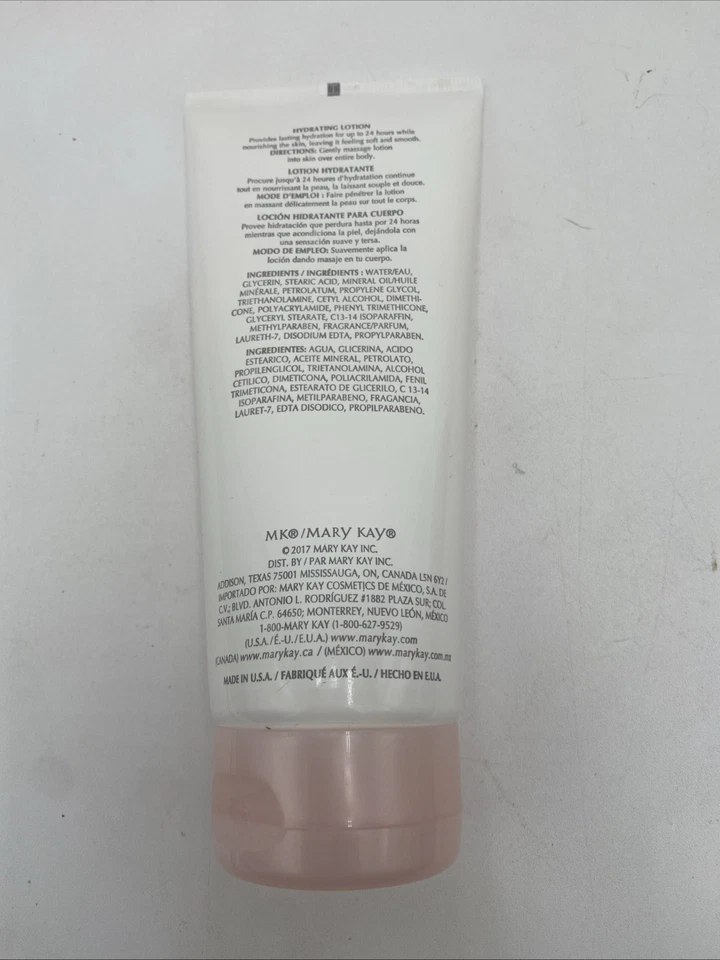 HYDRATING LOTION
Provides lasting hydration for up to 24 hours while
nourishing the skin, leaving it feeling soft and smooth.
DIRECTIONS: Gently massage lotion
into skin over entire body.
LOTION HYDRATANTE
Procure jusqu'à 24 heures d'hydratation continue
tout en nourrissant la peau, la laissant souple et douce.
MODE D'EMPLOI : Faire pénétrer la lotion
en massant délicatement la peau sur tout le corps.
LOCIÓN HIDRATANTE PARA CUERPO
Provee hidratación que perdura hasta por 24 horas
mientras que acondiciona la piel, dejándola con
una sensación suave y tersa.
MODO DE EMPLEO: Suavemente aplica la
loción dando masaje en tu cuerpo.
INGREDIENTS / INGRÉDIENTS : WATER/EAU,
GLYCERIN, STEARIC ACID, MINERAL OIL/HUILE
MINÉRALE, PETROLATUM, PROPYLENE GLYCOL,
TRIETHANOLAMINE, CETYL ALCOHOL, DIMETHI-
CONE, POLYACRYLAMIDE, PHENYL TRIMETHICONE,
GLYCERYL STEARATE, C13-14 ISOPARAFFIN,
METHYLPARABEN, FRAGRANCE/PARFUM,
LAURETH-7, DISODIUM EDTA, PROPYLPARABEN.
INGREDIENTES: AGUA, GLICERINA, ACIDO
ESTEARICO, ACEITE MINERAL, PETROLATO,
PROPILENGLICOL, TRIETANOLAMINA, ALCOHOL
CETILICO, DIMETICONA, POLIACRILAMIDA, FENIL
TRIMETICONA, ESTEARATO DE GLICERILO, C 13-14
ISOPARAFINA, METILPARABENO, FRAGANCIA,
LAURET-7, EDTA DISODICO, PROPILPARABENO.
MK®/MARY KAY®
© 2017 MARY KAY INC.
DIST. BY / PAR MARY KAY INC.
ADDISON, TEXAS 75001 MISSISSAUGA, ON, CANADA L5N 6Y2 /
IMPORTADO POR: MARY KAY COSMETICS DE MÉXICO, S.A. DE
C.V.; BLVD. ANTONIO L. RODRÍGUEZ #1882 PLAZA SUR; COL.
SANTA MARÍA C.P. 64650; MONTERREY, NUEVO LEÓN, MÉXICO
1-800-MARY KAY (1-800-627-9529)
(U.S.A./É.-U./E.U.A.) www.marykay.com
(CANADA) www.marykay.ca / (MÉXICO) www.marykay.com.mx
MADE IN U.S.A. / FABRIQUÉ AUX É.-U. / HECHO EN E.U.A.